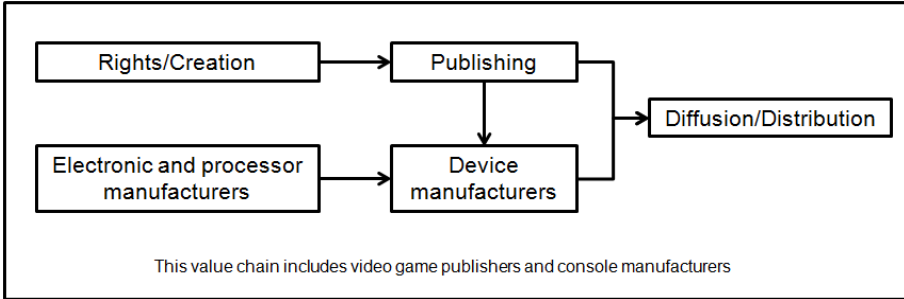 Rights/Creation
Publishing
Diffusion/Distribution
Electronic and processor
manufacturers
Device
manufacturers
This value chain includes video game publishers and console manufacturers